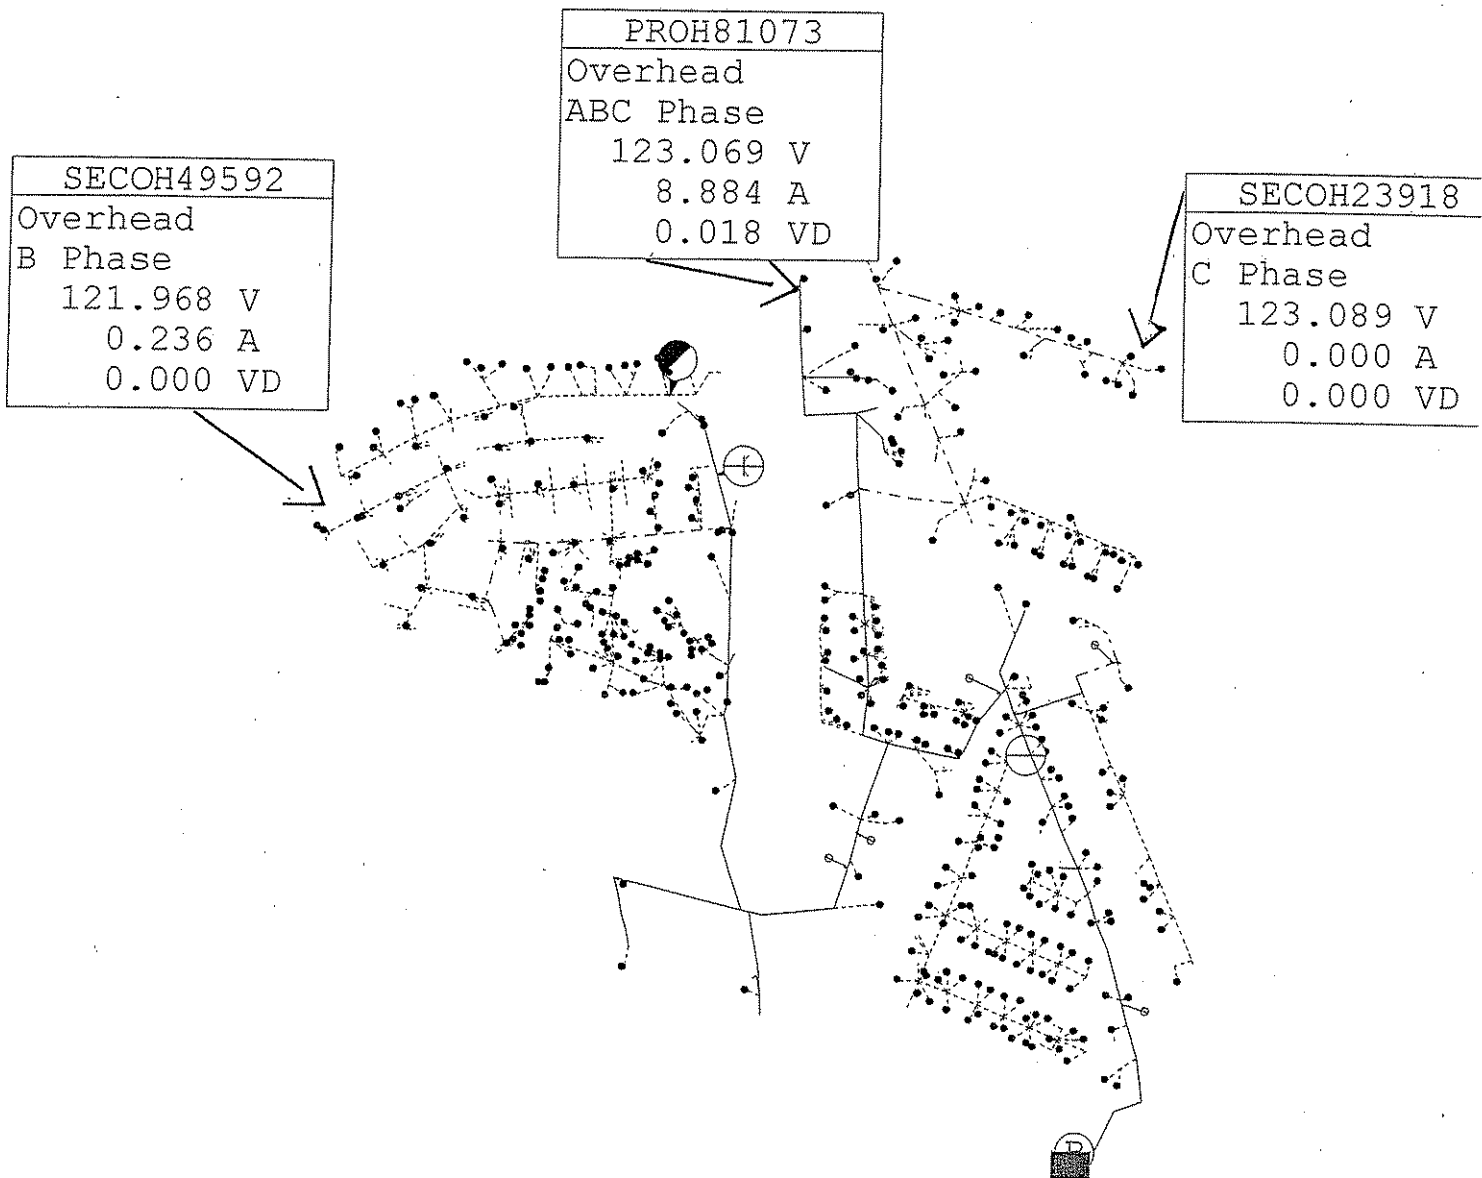 PROH81073
Overhead
ABC Phase
123.069 V
8.884 A
0.018 VD
SECOH49592
Overhead
B Phase
121.968 V
0.236 A
0.000 VD
SECOH23918
Overhead
C Phase
123.089 V
0.000 A
0.000 VD